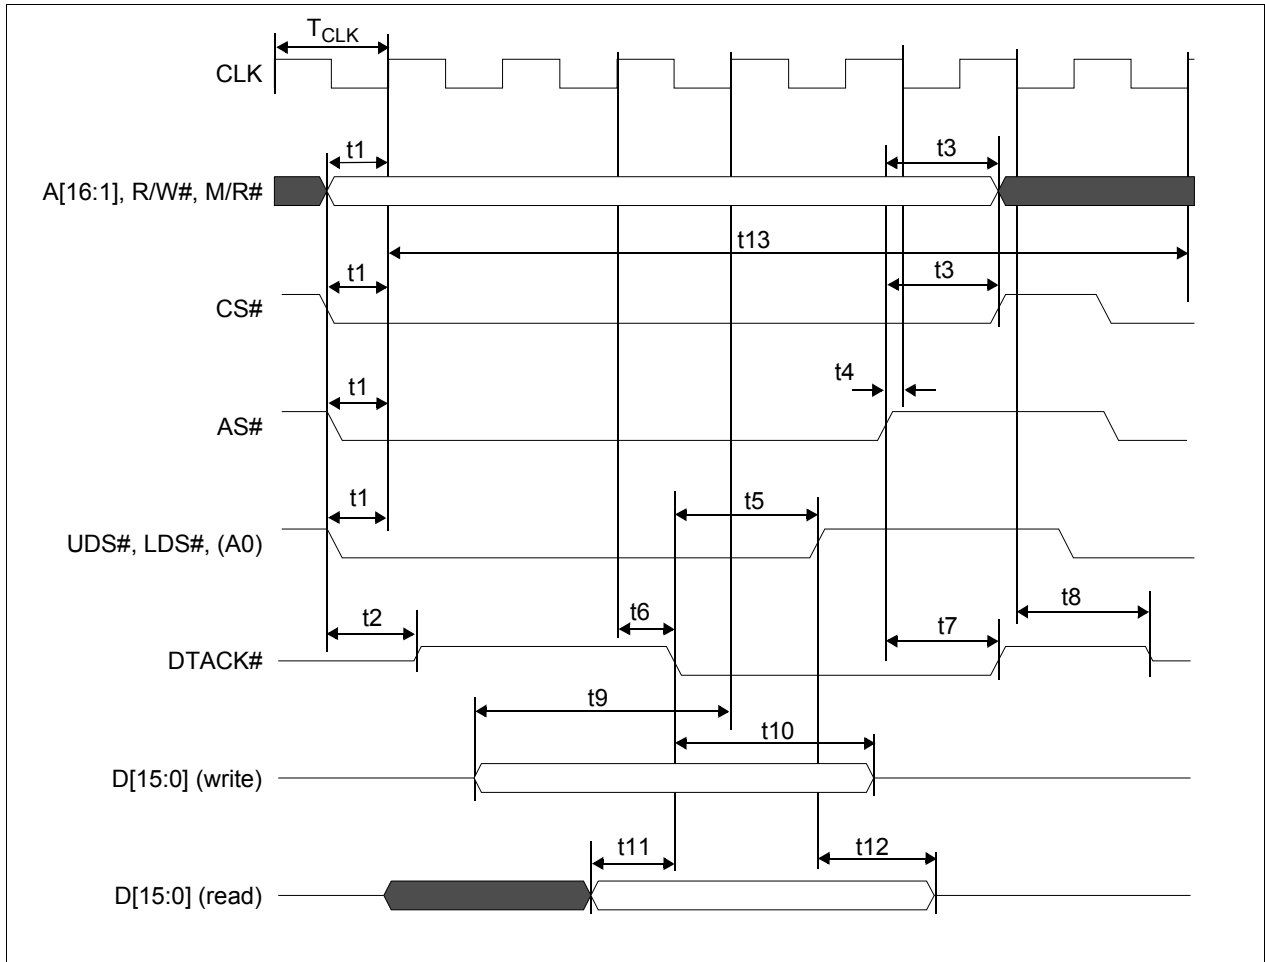 TCLK
CLK
t1
t3
A[16:1], R/W#, M/R#
t13
t1
t3
CS#
t4
t1
AS#
t1
t5
UDS#, LDS#, (A0)
t2
t6
t7
t8
DTACK#
t9
t10
D[15:0] (write)
t11
t12
D[15:0] (read)